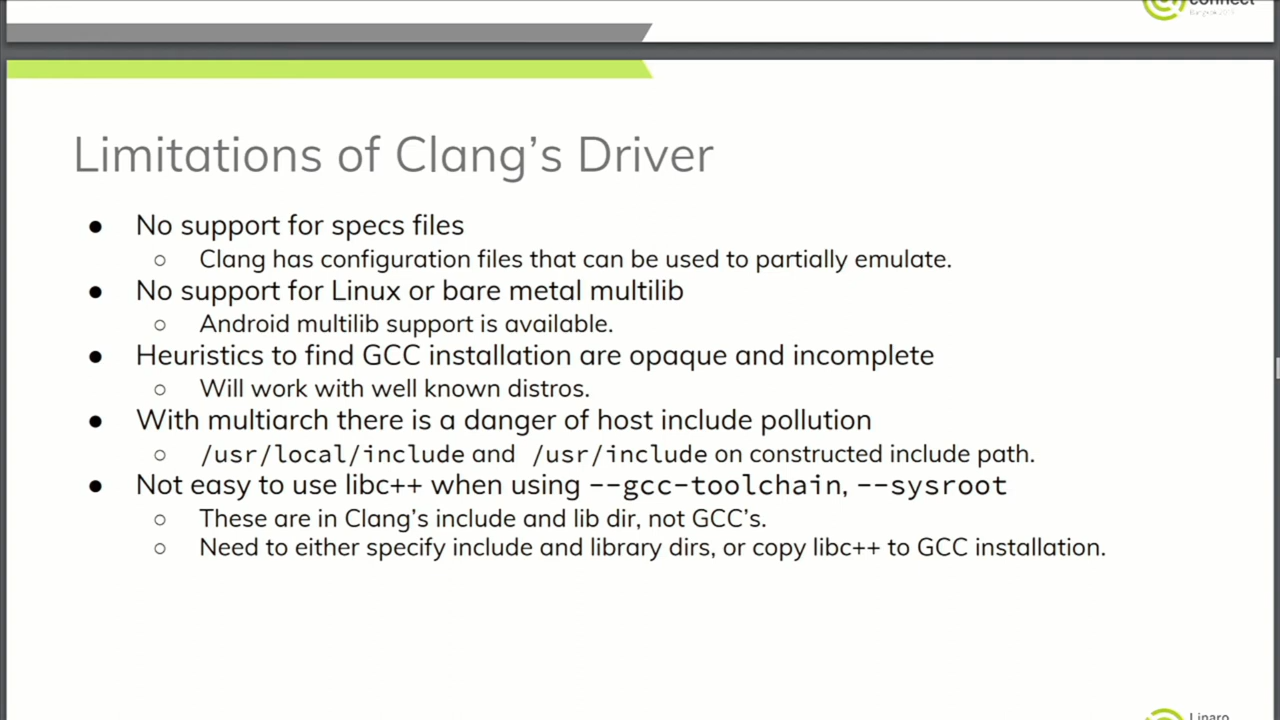 connect
Limitations of Clang's Driver
● No support for specs files
○ Clang has configuration files that can be used to partially emulate.
● No support for Linux or bare metal multilib
○ Android multilib support is available.
● Heuristics to find GCC installation are opaque and incomplete
○ Will work with well known distros.
● With multiarch there is a danger of host include pollution
○ /usr/local/include and /usr/include on constructed include path.
● Not easy to use libc++ when using --gcc-toolchain, --sysroot
○ These are in Clang's include and lib dir, not GCC's.
○ Need to either specify include and library dirs, or copy libc++ to GCC installation.
Linaro